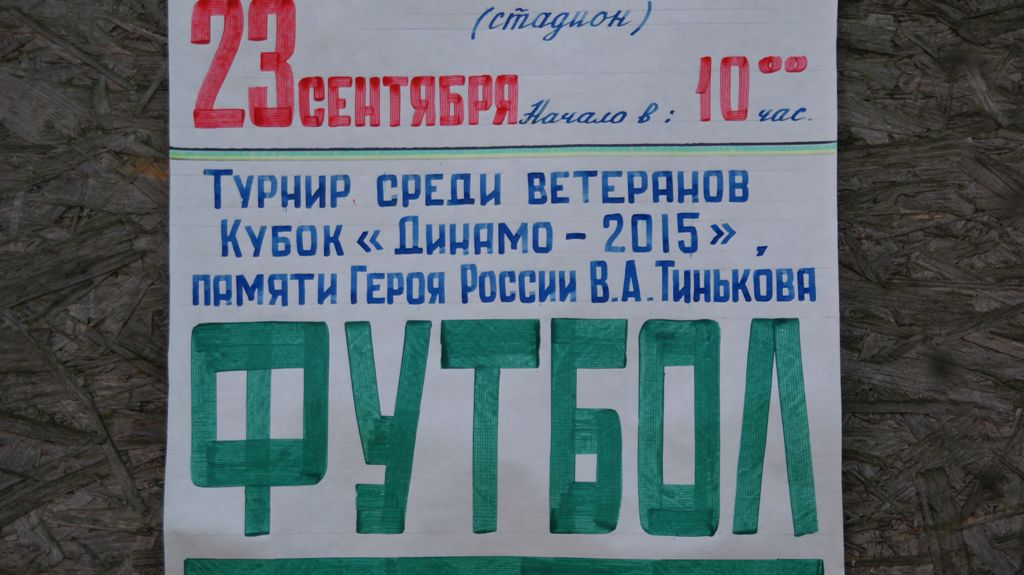 (стадион)
23 СЕНТЯБРЯ Начало в: 10⁰⁰ час.
ТУРНИР СРЕДИ ВЕТЕРАНОВ
КУБОК «ДИНАМО – 2015»,
ПАМЯТИ ГЕРОЯ РОССИИ В.А.ТИНЬКОВА
ФУТБОЛ